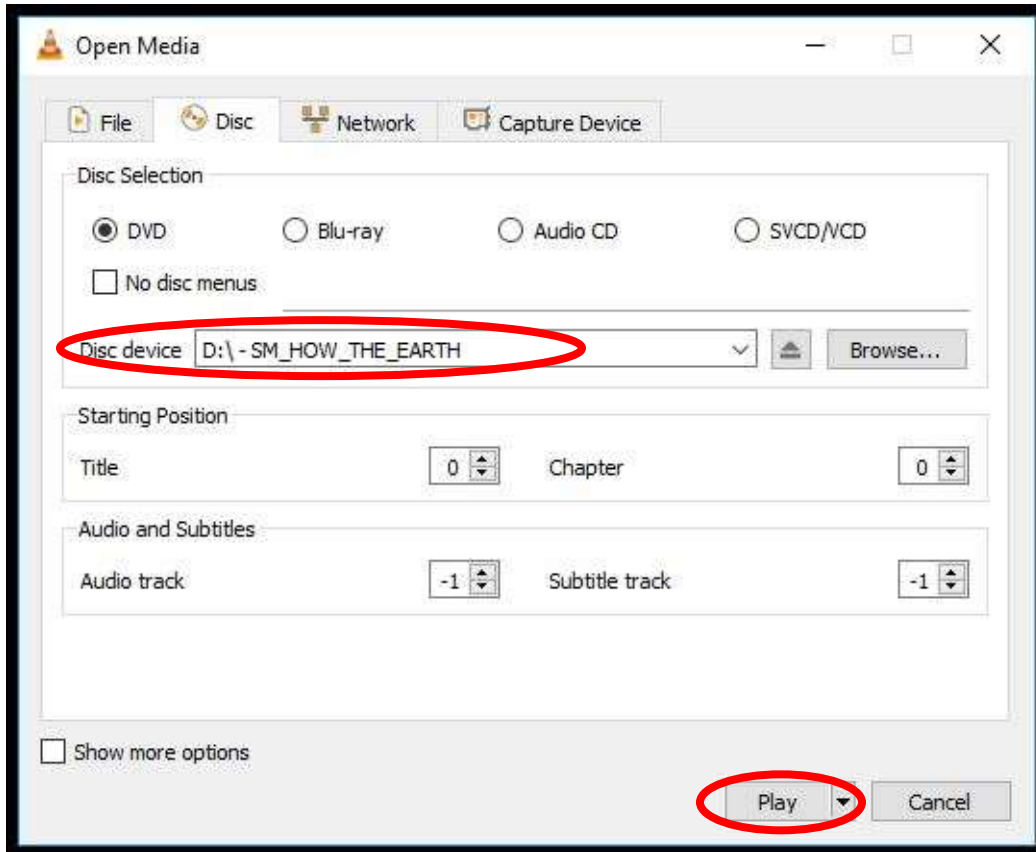 Open Media
File Disc Network Capture Device
Disc Selection
DVD Blu-ray Audio CD SVCD/VCD
No disc menus
Disc device D:\ - SM_HOW_THE_EARTH Browse...
Starting Position
Title 0 Chapter 0
Audio and Subtitles
Audio track -1 Subtitle track -1
Show more options
Play Cancel